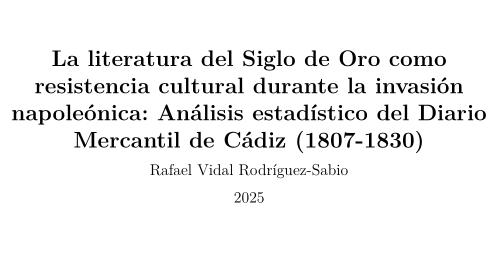 La literatura del Siglo de Oro como
resistencia cultural durante la invasión
napoleónica: Análisis estadístico del Diario
Mercantil de Cádiz (1807-1830)
Rafael Vidal Rodríguez-Sabio
2025